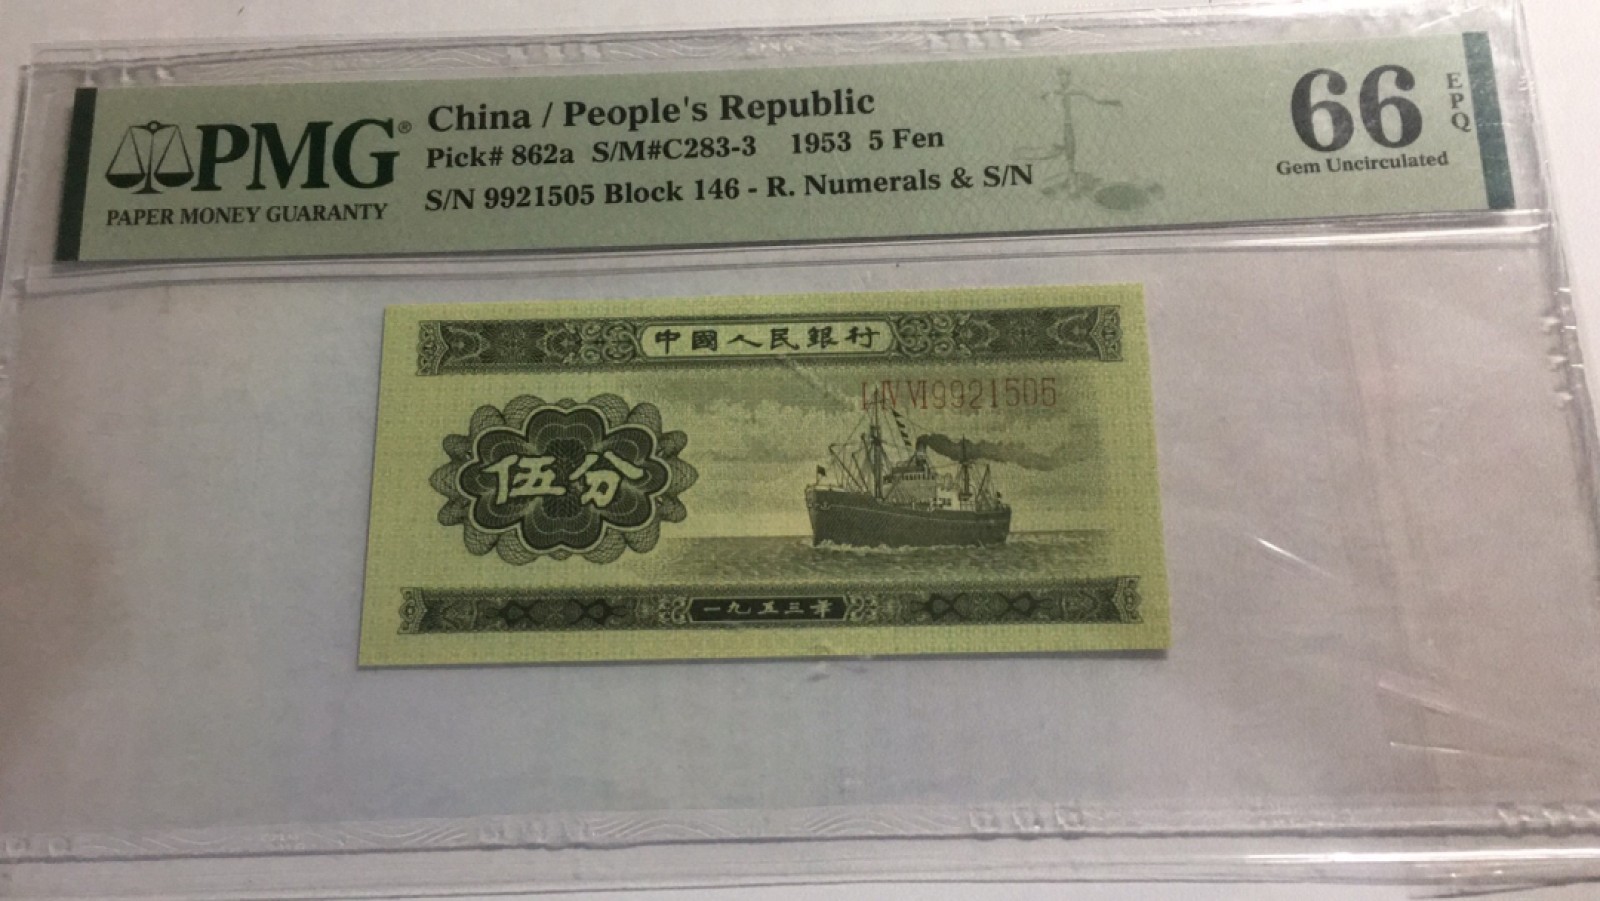 PMG®
PAPER MONEY GUARANTY
China / People's Republic
Pick# 862a S/M#C283-3 1953 5 Fen
S/N 9921505 Block 146 - R. Numerals & S/N
66
EPQ
Gem Uncirculated
中國人民銀行
I IV VI 9921505
伍分
一九五三年